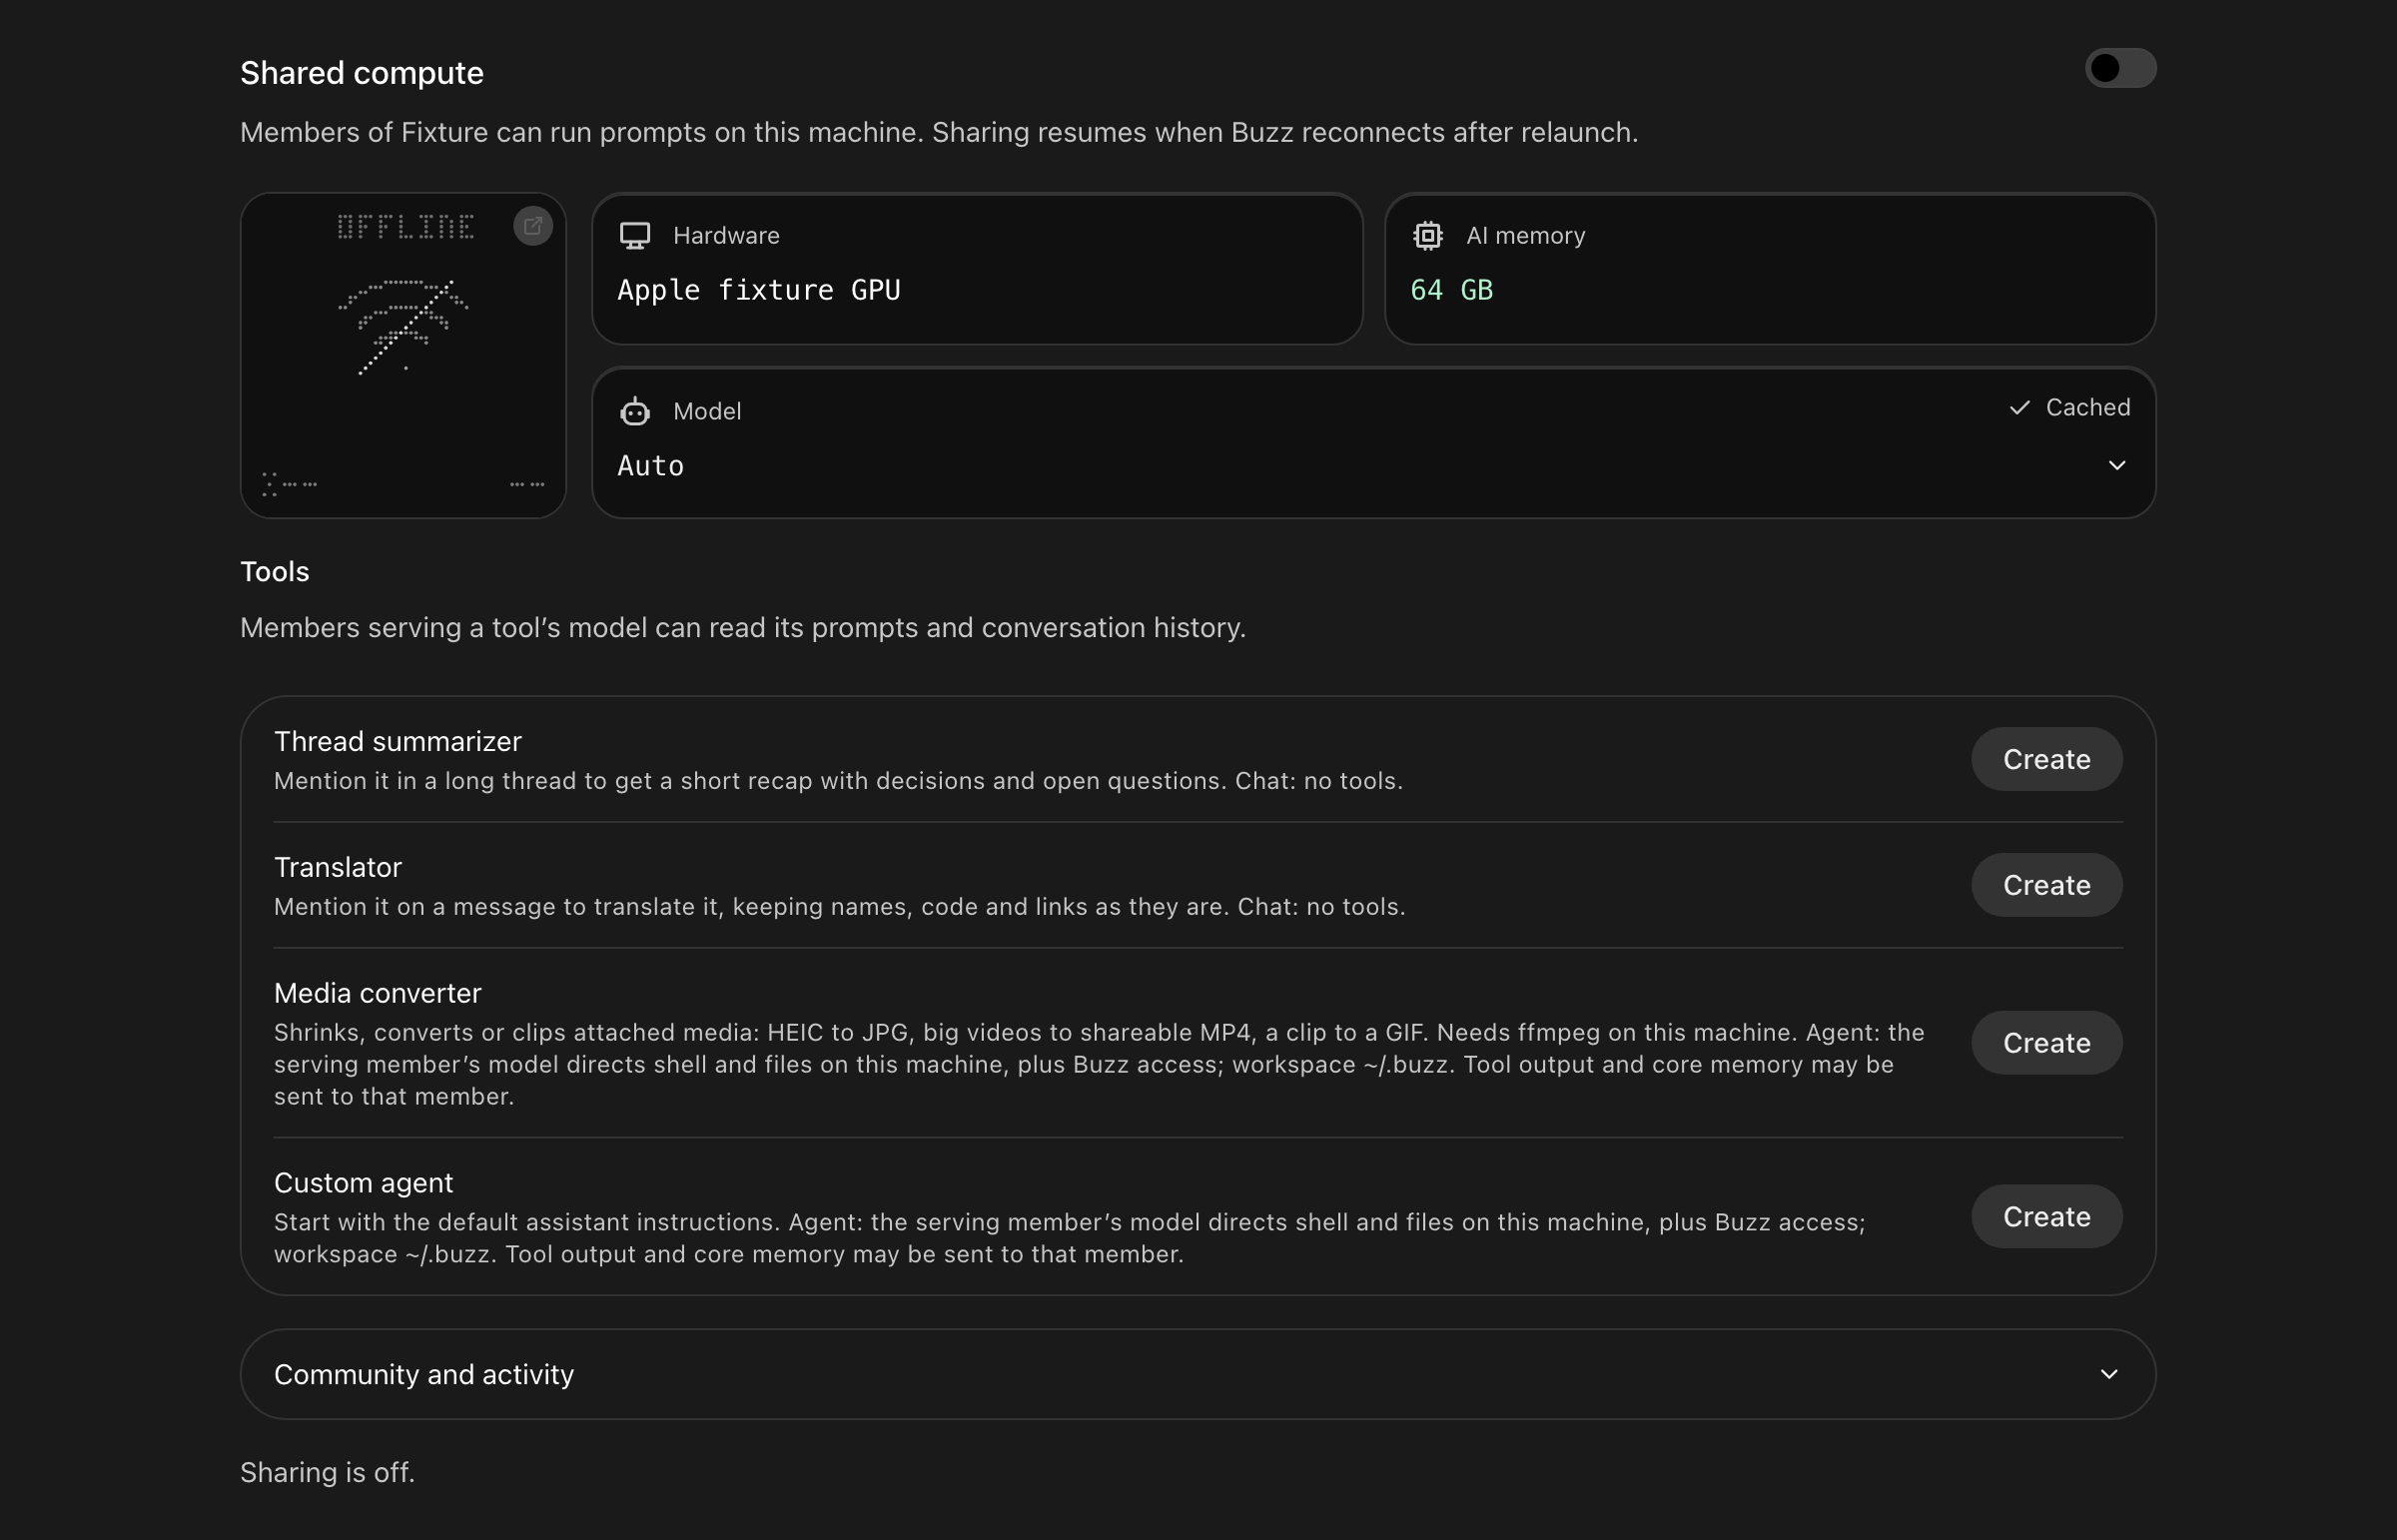 Shared compute
Members of Fixture can run prompts on this machine. Sharing resumes when Buzz reconnects after relaunch.
OFFLINE
Hardware
Apple fixture GPU
AI memory
64 GB
Model
Cached
Auto
Tools
Members serving a tool’s model can read its prompts and conversation history.
Thread summarizer
Mention it in a long thread to get a short recap with decisions and open questions. Chat: no tools.
Create
Translator
Mention it on a message to translate it, keeping names, code and links as they are. Chat: no tools.
Create
Media converter
Shrinks, converts or clips attached media: HEIC to JPG, big videos to shareable MP4, a clip to a GIF. Needs ffmpeg on this machine. Agent: the
serving member’s model directs shell and files on this machine, plus Buzz access; workspace ~/.buzz. Tool output and core memory may be
sent to that member.
Create
Custom agent
Start with the default assistant instructions. Agent: the serving member’s model directs shell and files on this machine, plus Buzz access;
workspace ~/.buzz. Tool output and core memory may be sent to that member.
Create
Community and activity
Sharing is off.